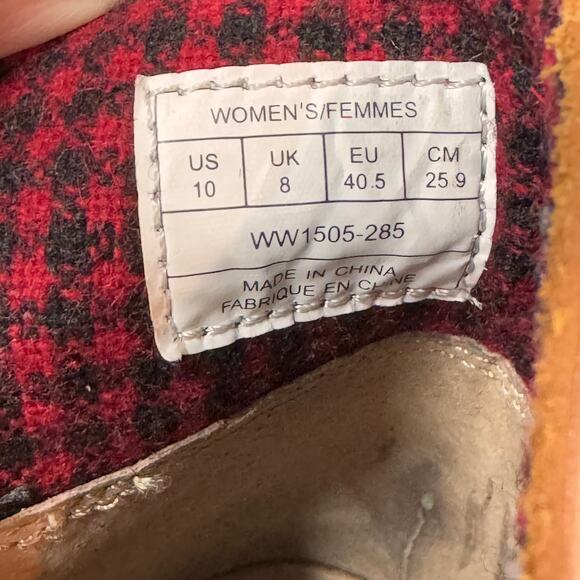 WOMEN'S/FEMMES
US UK EU CM
10 8 40.5 25.9
WW1505-285
MADE IN CHINA
FABRIQUE EN CHINE